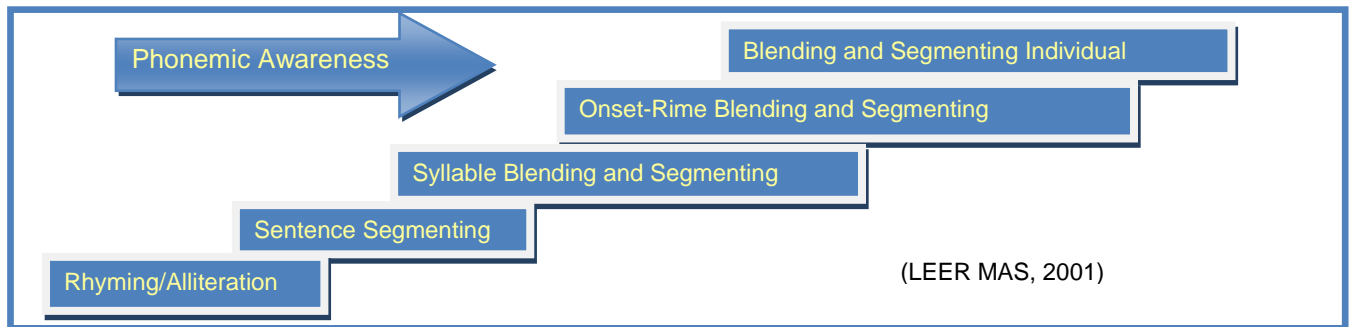 Phonemic Awareness
Blending and Segmenting Individual
Onset-Rime Blending and Segmenting
Syllable Blending and Segmenting
Sentence Segmenting
Rhyming/Alliteration
(LEER MAS, 2001)